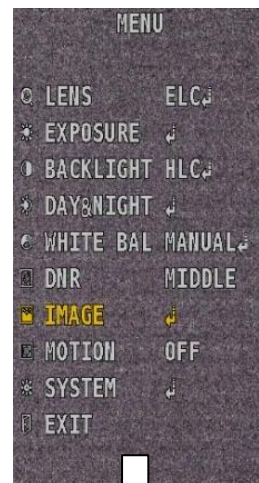 MENU
LENS ELC↲
EXPOSURE ↲
BACKLIGHT HLC↲
DAY&NIGHT ↲
WHITE BAL MANUAL↲
DNR MIDDLE
IMAGE ↲
MOTION OFF
SYSTEM ↲
EXIT